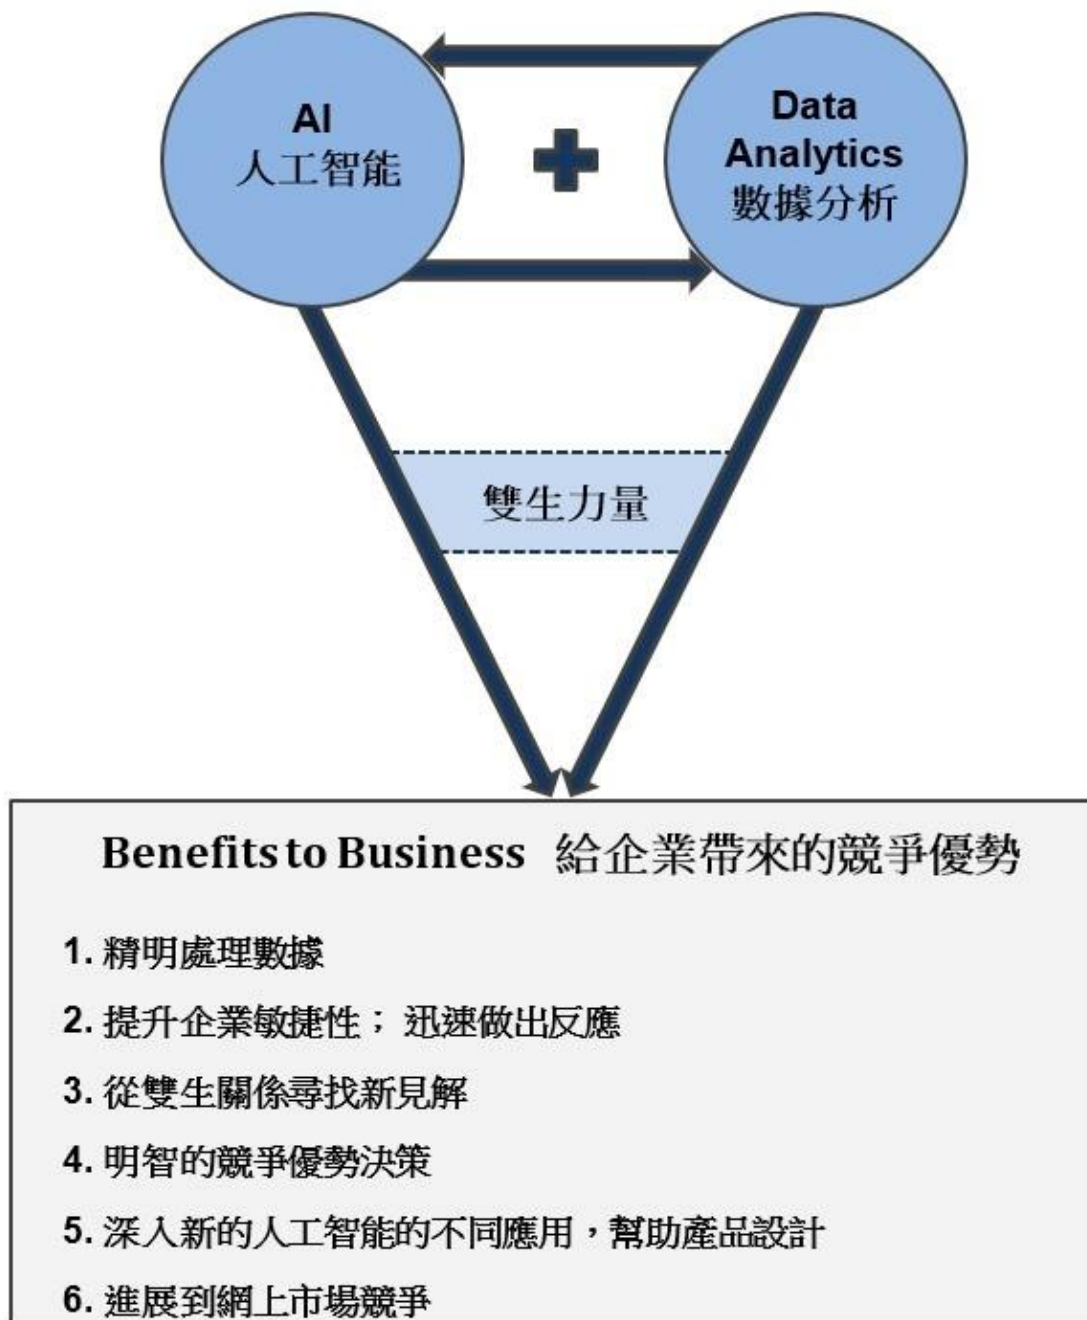 AI
人工智能
Data
Analytics
數據分析
雙生力量
Benefits to Business 給企業帶來的競爭優勢
1. 精明處理數據
2. 提升企業敏捷性； 迅速做出反應
3. 從雙生關係尋找新見解
4. 明智的競爭優勢決策
5. 深入新的人工智能的不同應用，幫助產品設計
6. 進展到網上市場競爭